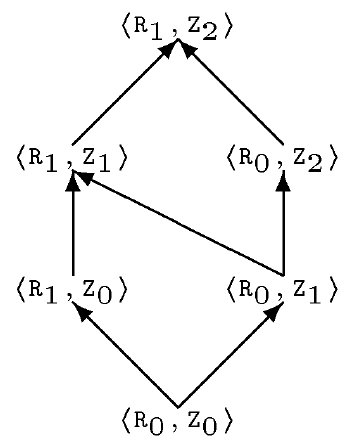 ⟨R₁, Z₂⟩
⟨R₁, Z₁⟩ ⟨R₀, Z₂⟩
⟨R₁, Z₀⟩ ⟨R₀, Z₁⟩
⟨R₀, Z₀⟩